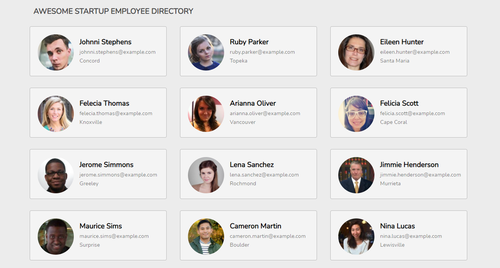 AWESOME STARTUP EMPLOYEE DIRECTORY
Johnni Stephens
johnni.stephens@example.com
Concord
Ruby Parker
ruby.parker@example.com
Topeka
Eileen Hunter
eileen.hunter@example.com
Santa Maria
Felecia Thomas
felecia.thomas@example.com
Knoxville
Arianna Oliver
arianna.oliver@example.com
Vancouver
Felicia Scott
felicia.scott@example.com
Cape Coral
Jerome Simmons
jerome.simmons@example.com
Greeley
Lena Sanchez
lena.sanchez@example.com
Rochmond
Jimmie Henderson
jimmie.henderson@example.com
Murrieta
Maurice Sims
maurice.sims@example.com
Surprise
Cameron Martin
cameron.martin@example.com
Boulder
Nina Lucas
nina.lucas@example.com
Lewisville